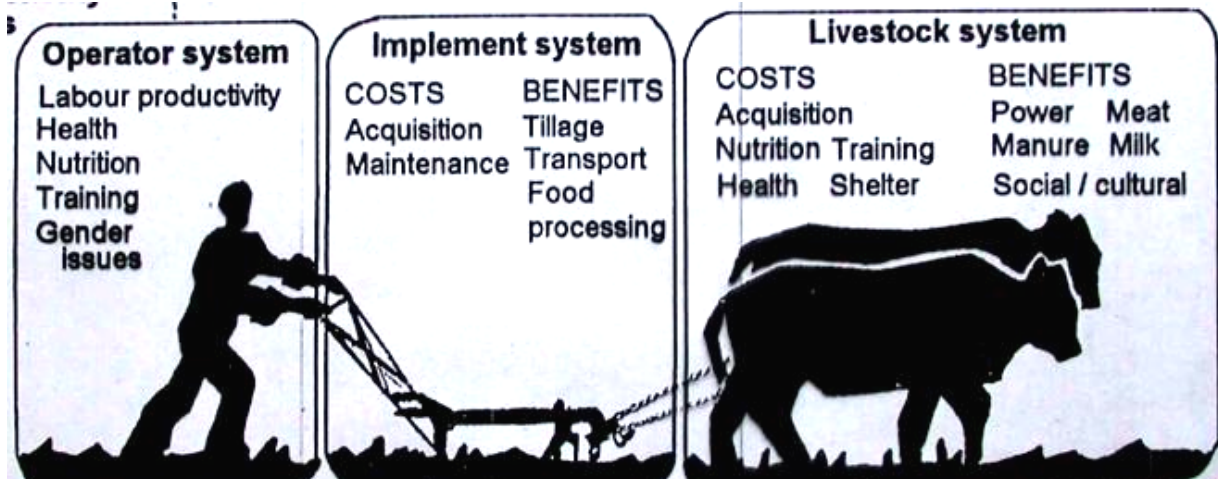 s
Operator system
Labour productivity
Health
Nutrition
Training
Gender
issues
Implement system
COSTS
Acquisition
Maintenance
BENEFITS
Tillage
Transport
Food
processing
Livestock system
COSTS
Acquisition
Nutrition Training
Health Shelter
BENEFITS
Power Meat
Manure Milk
Social / cultural